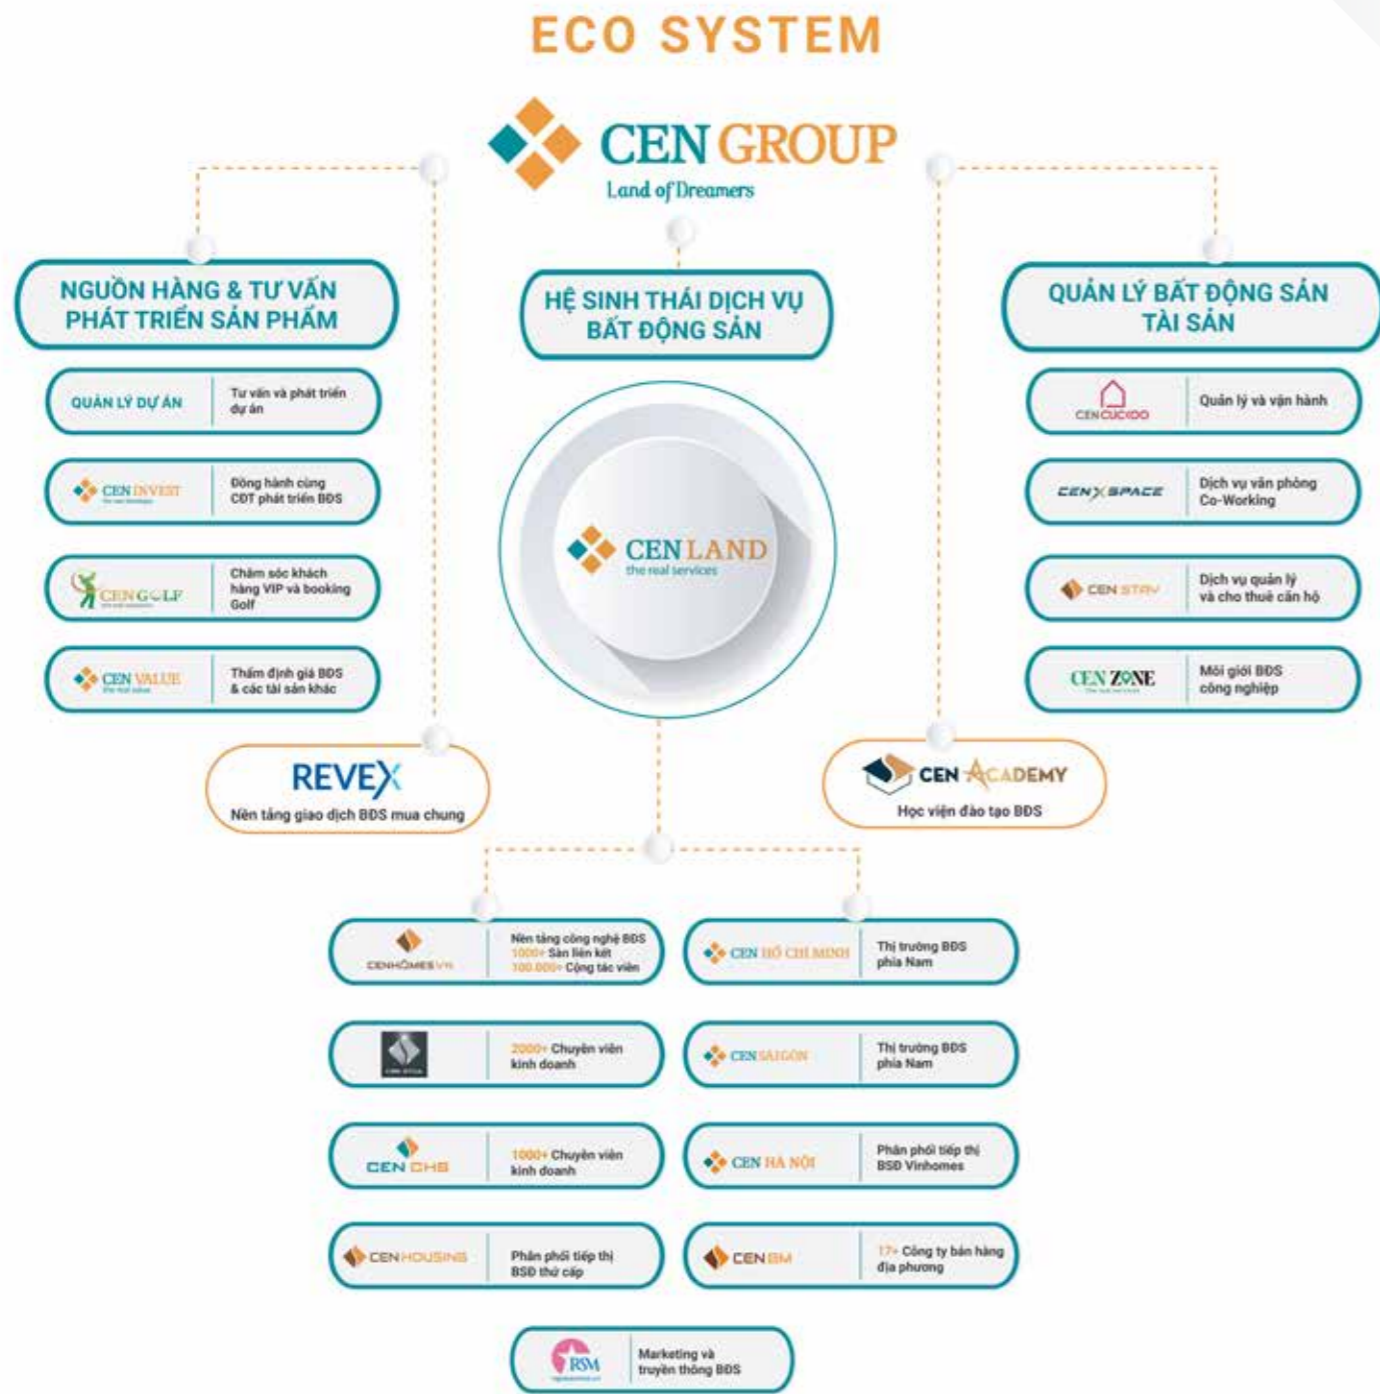 ECO SYSTEM
CEN GROUP
Land of Dreamers
NGUỒN HÀNG & TƯ VẤN
PHÁT TRIỂN SẢN PHẨM
QUẢN LÝ DỰ ÁN
Tư vấn và phát triển
dự án
CEN INVEST
Đồng hành cùng
CĐT phát triển BĐS
CEN GOLF
Chăm sóc khách
hàng VIP và booking
Golf
CEN VALUE
the real value
Thẩm định giá BĐS
& các tài sản khác
HỆ SINH THÁI DỊCH VỤ
BẤT ĐỘNG SẢN
CEN LAND
the real services
QUẢN LÝ BẤT ĐỘNG SẢN
TÀI SẢN
CENCUCKOO
Quản lý và vận hành
CENXSPACE
Dịch vụ văn phòng
Co-Working
CEN STAY
Dịch vụ quản lý
và cho thuê căn hộ
CEN ZONE
The real services
Môi giới BĐS
công nghiệp
REVEX
Nền tảng giao dịch BĐS mua chung
CEN ACADEMY
Học viện đào tạo BĐS
CENHOMES.VN
Nền tảng công nghệ BĐS
1000+ Sàn liên kết
100.000+ Cộng tác viên
2000+ Chuyên viên
kinh doanh
CEN CHS
1000+ Chuyên viên
kinh doanh
CENHOUSING
Phân phối tiếp thị
BSĐ thứ cấp
CEN HỒ CHÍ MINH
Thị trường BĐS
phía Nam
CEN SÀI GÒN
Thị trường BĐS
phía Nam
CEN HÀ NỘI
Phân phối tiếp thị
BSĐ Vinhomes
CEN BM
17+ Công ty bán hàng
địa phương
RSM
Marketing và
truyền thông BĐS